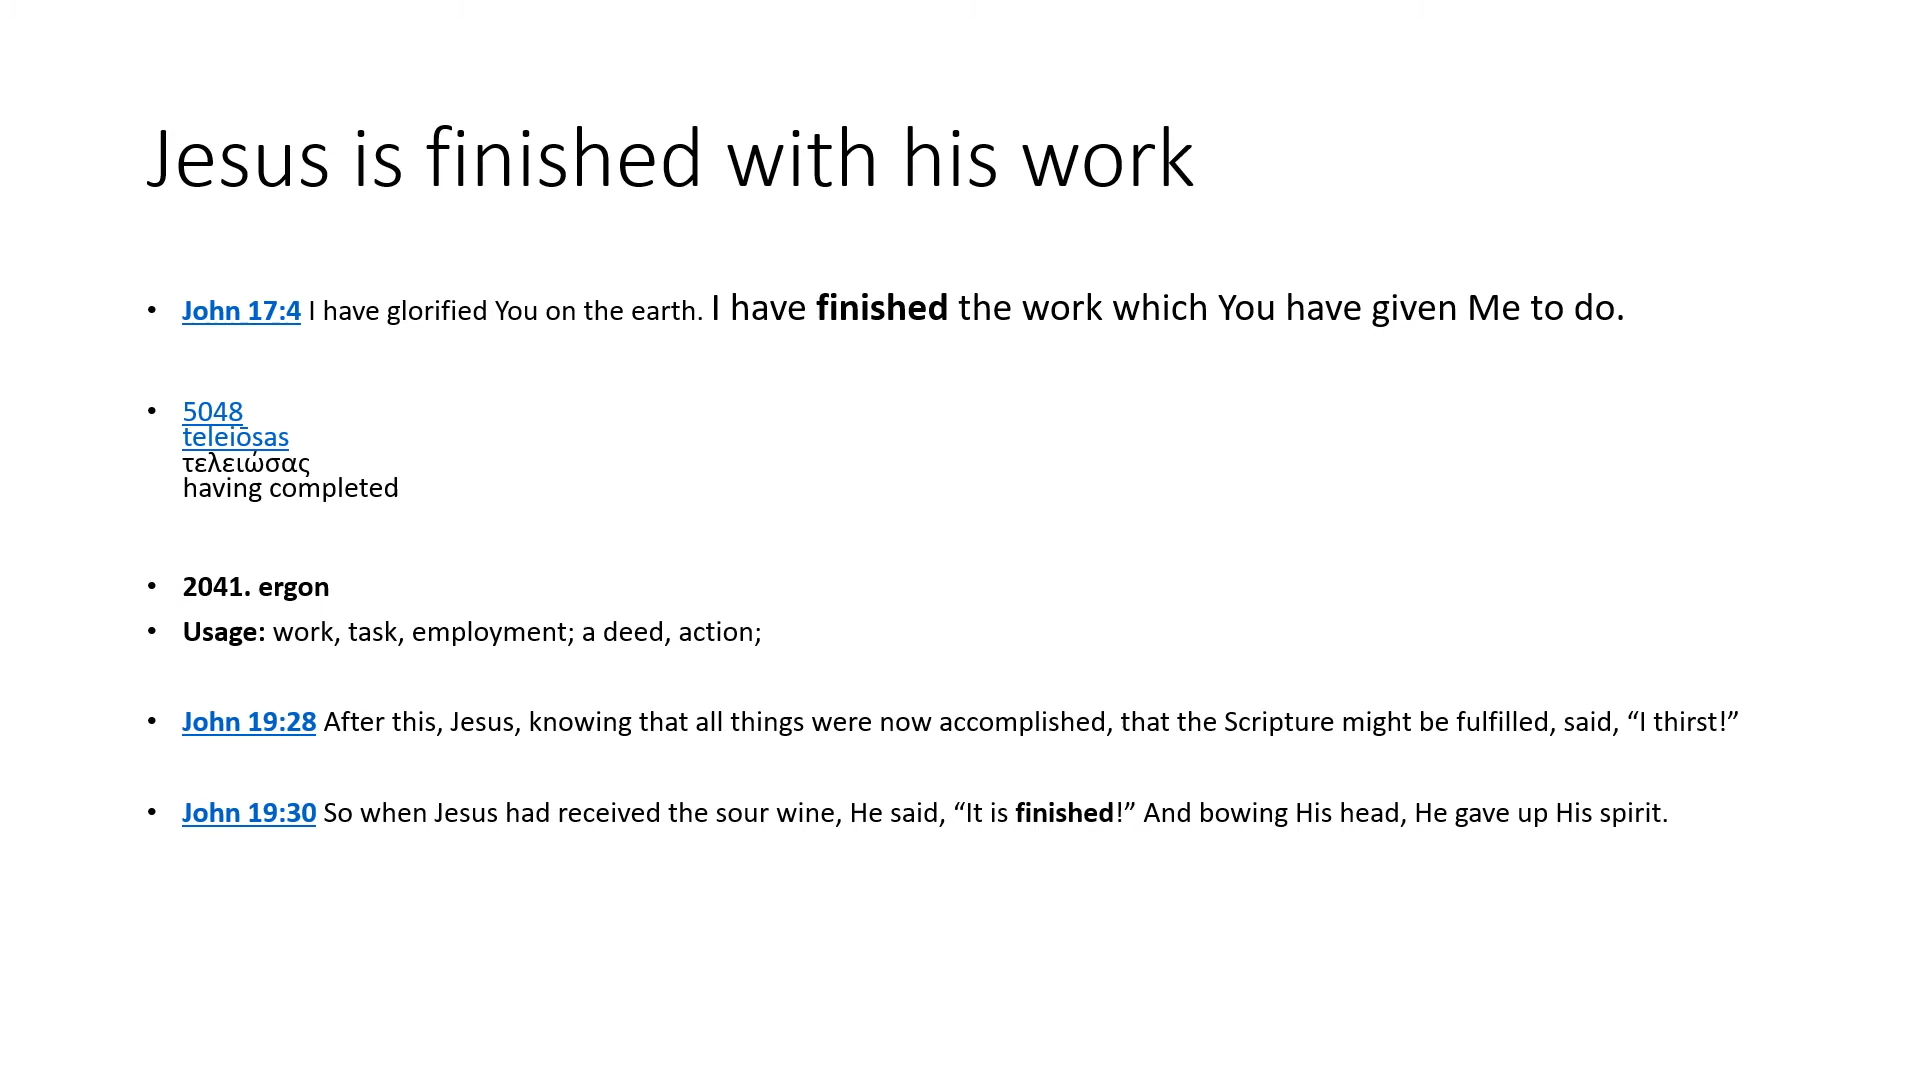 Jesus is finished with his work
• John 17:4 I have glorified You on the earth. I have finished the work which You have given Me to do.
• 5048
teleiōsas
τελειώσας
having completed
• 2041. ergon
• Usage: work, task, employment; a deed, action;
• John 19:28 After this, Jesus, knowing that all things were now accomplished, that the Scripture might be fulfilled, said, “I thirst!”
• John 19:30 So when Jesus had received the sour wine, He said, “It is finished!” And bowing His head, He gave up His spirit.